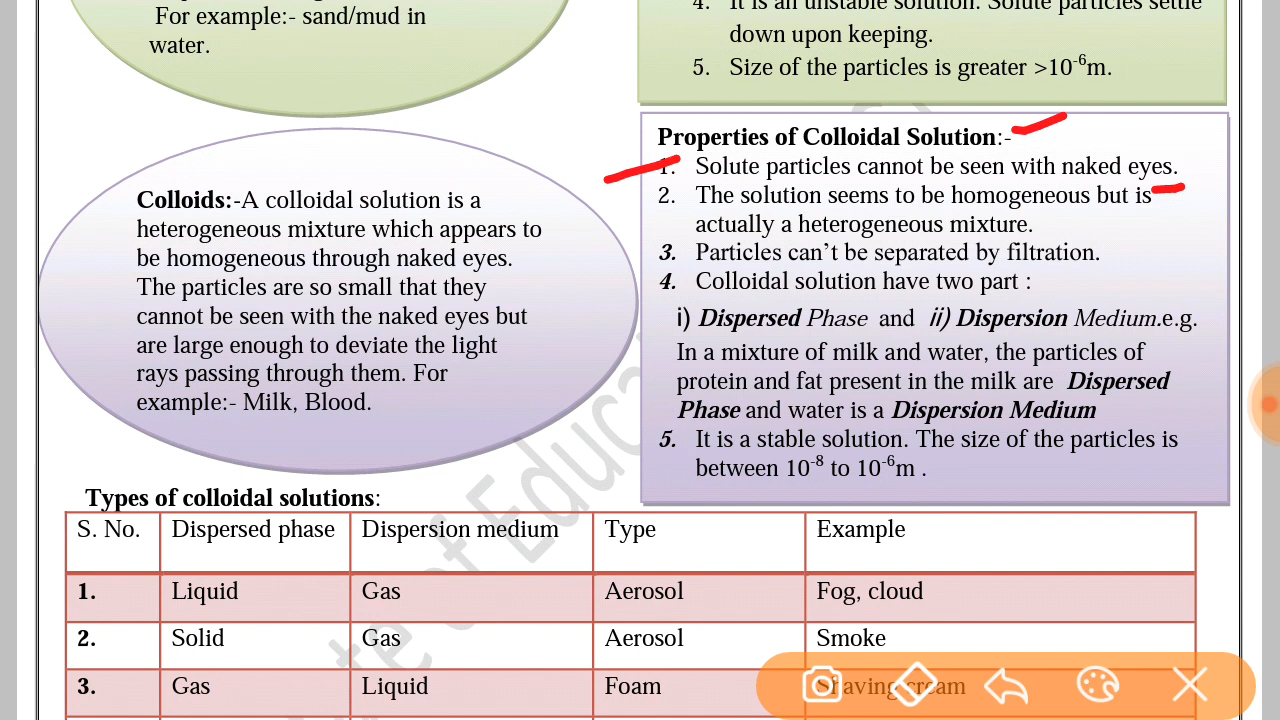 For example:- sand/mud in
water.
4. It is an unstable solution. Solute particles settle
down upon keeping.
5. Size of the particles is greater >10⁻⁶m.
Colloids:-A colloidal solution is a
heterogeneous mixture which appears to
be homogeneous through naked eyes.
The particles are so small that they
cannot be seen with the naked eyes but
are large enough to deviate the light
rays passing through them. For
example:- Milk, Blood.
Properties of Colloidal Solution:-
1. Solute particles cannot be seen with naked eyes.
2. The solution seems to be homogeneous but is
actually a heterogeneous mixture.
3. Particles can't be separated by filtration.
4. Colloidal solution have two part :
i) Dispersed Phase and ii) Dispersion Medium.e.g.
In a mixture of milk and water, the particles of
protein and fat present in the milk are Dispersed
Phase and water is a Dispersion Medium
5. It is a stable solution. The size of the particles is
between 10⁻⁸ to 10⁻⁶m .
Types of colloidal solutions:
S. No. Dispersed phase Dispersion medium Type Example
1. Liquid Gas Aerosol Fog, cloud
2. Solid Gas Aerosol Smoke
3. Gas Liquid Foam Shaving cream